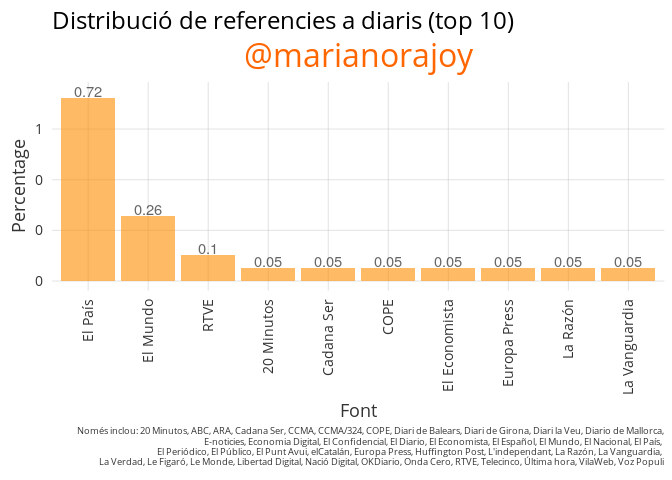 Distribució de referencies a diaris (top 10)
@marianorajoy
Percentage
1
0
0
0
0.72
0.26
0.1
0.05
0.05
0.05
0.05
0.05
0.05
0.05
El País
El Mundo
RTVE
20 Minutos
Cadana Ser
COPE
El Economista
Europa Press
La Razón
La Vanguardia
Font
Només inclou: 20 Minutos, ABC, ARA, Cadana Ser, CCMA, CCMA/324, COPE, Diari de Balears, Diari de Girona, Diari la Veu, Diario de Mallorca,
E-noticies, Economia Digital, El Confidencial, El Diario, El Economista, El Español, El Mundo, El Nacional, El País,
El Periódico, El Público, El Punt Avui, elCatalán, Europa Press, Huffington Post, L'independant, La Razón, La Vanguardia,
La Verdad, Le Figaró, Le Monde, Libertad Digital, Nació Digital, OKDiario, Onda Cero, RTVE, Telecinco, Última hora, VilaWeb, Voz Populi